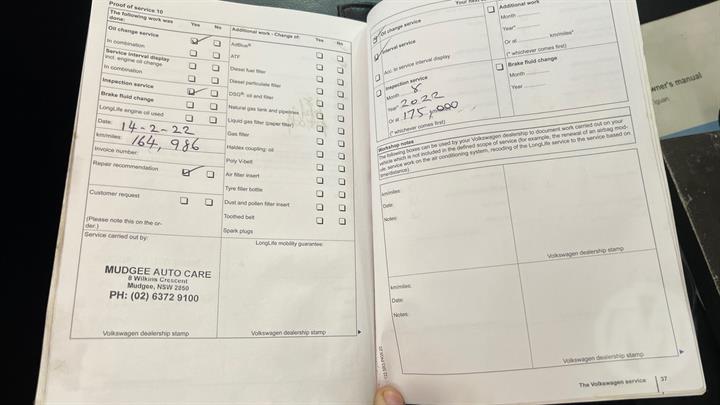 Proof of service 10
The following work was done: Yes No
Oil change service
In combination
Service interval display incl. engine oil change
In combination
Inspection service
Brake fluid change
LongLife engine oil used
Date: 14-2-22
km/miles: 164,986
Invoice number:
Repair recommendation
Customer request
(Please note this on the or-
der.)
Service carried out by:
MUDGEE AUTO CARE
8 Wilkins Crescent
Mudgee, NSW 2850
PH: (02) 6372 9100
Volkswagen dealership stamp
Additional work - Change of: Yes No
AdBlue®
ATF
Diesel fuel filter
Diesel particulate filter
DSG® oil and filter
Natural gas tank and pipelines
Liquid gas filter (paper filter)
Gas filter
Haldex coupling: oil
Poly V-belt
Air filter insert
Tyre filler bottle
Dust and pollen filter insert
Toothed belt
Spark plugs
LongLife mobility guarantee:
Volkswagen dealership stamp
Your next
Oil change service
Interval service
Acc. to service interval display
Inspection service
Month 8
Year* 2022
Or at 175,000
(* whichever comes first)
Additional work
Month
Year*
Or at km/miles*
(* whichever comes first)
Brake fluid change
Month
Year
Workshop notes
The following boxes can be used by your Volkswagen dealership to document work carried out on your
vehicle which is not included in the defined scope of service (for example, the renewal of an airbag mod-
ule, service work on the air conditioning system, recoding of the LongLife service to the service based on
time/distance).
km/miles:
Date:
Notes:
Volkswagen dealership stamp
km/miles:
Date:
Notes:
Volkswagen dealership stamp
The Volkswagen service 37
wner's manual
iguan